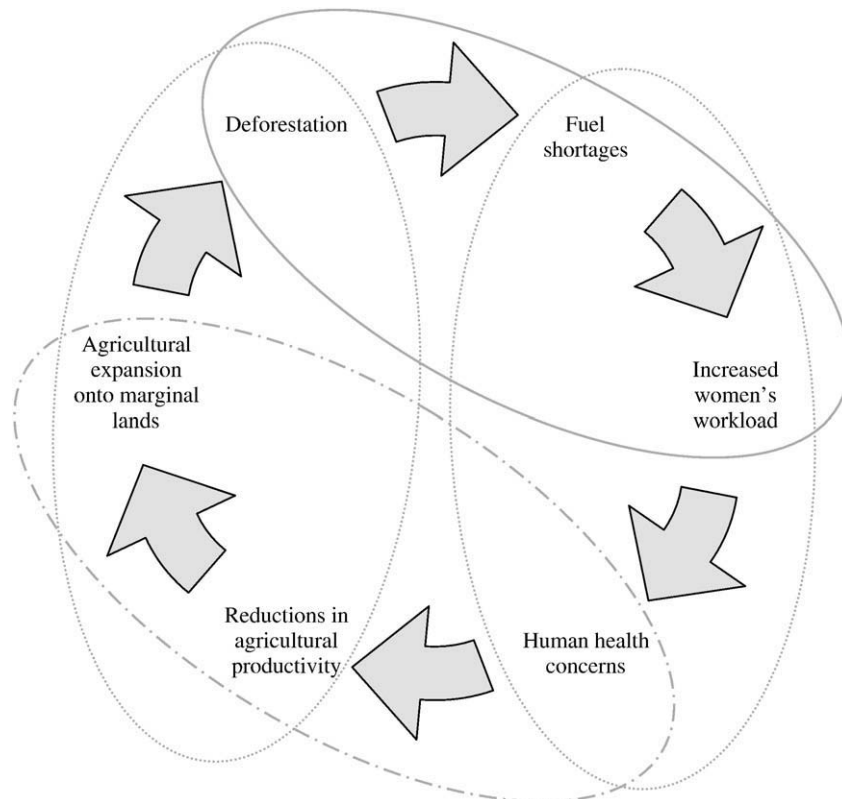 Deforestation
Fuel
shortages
Increased
women's
workload
Human health
concerns
Reductions in
agricultural
productivity
Agricultural
expansion
onto marginal
lands